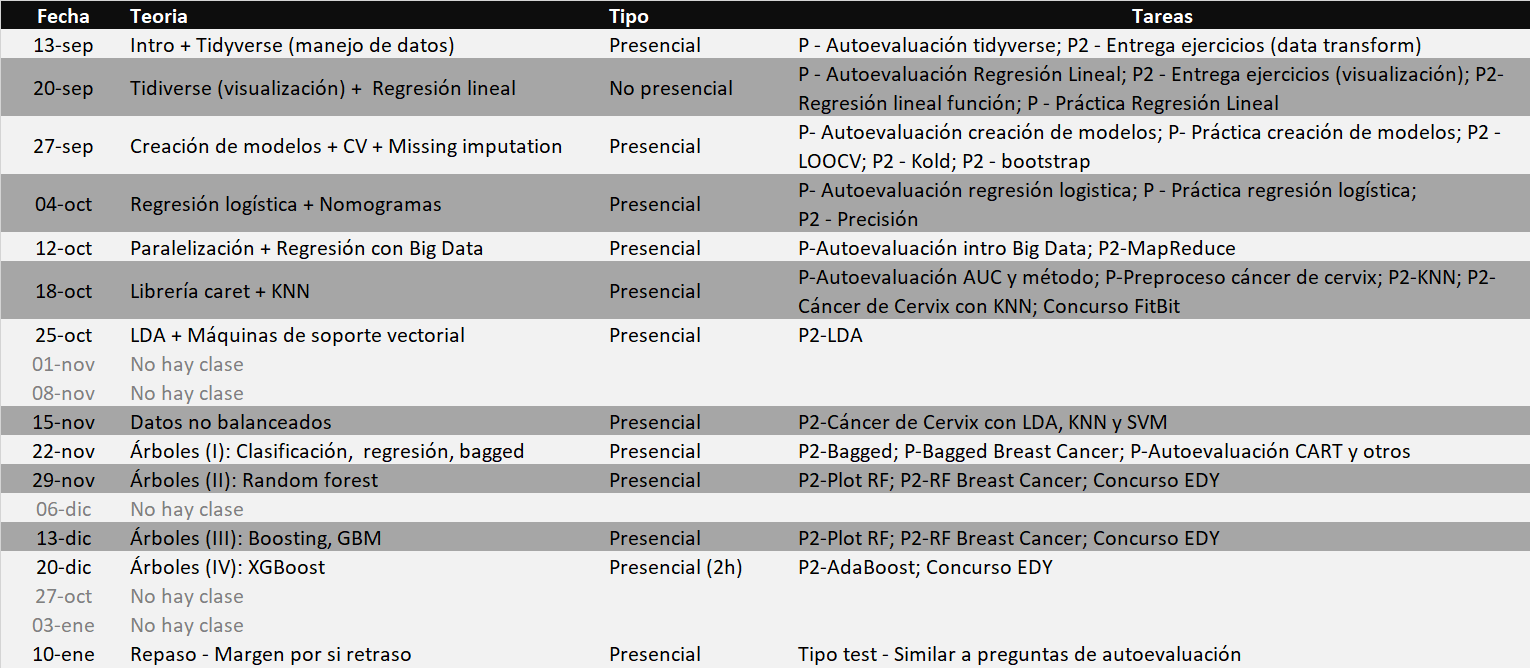 Fecha Teoria Tipo Tareas
13-sep Intro + Tidyverse (manejo de datos) Presencial P - Autoevaluación tidyverse; P2 - Entrega ejercicios (data transform)
20-sep Tidiverse (visualización) + Regresión lineal No presencial P - Autoevaluación Regresión Lineal; P2 - Entrega ejercicios (visualización); P2-
Regresión lineal función; P - Práctica Regresión Lineal
27-sep Creación de modelos + CV + Missing imputation Presencial P- Autoevaluación creación de modelos; P- Práctica creación de modelos; P2 -
LOOCV; P2 - Kold; P2 - bootstrap
04-oct Regresión logística + Nomogramas Presencial P- Autoevaluación regresión logistica; P - Práctica regresión logística;
P2 - Precisión
12-oct Paralelización + Regresión con Big Data Presencial P-Autoevaluación intro Big Data; P2-MapReduce
18-oct Librería caret + KNN Presencial P-Autoevaluación AUC y método; P-Preproceso cáncer de cervix; P2-KNN; P2-
Cáncer de Cervix con KNN; Concurso FitBit
25-oct LDA + Máquinas de soporte vectorial Presencial P2-LDA
01-nov No hay clase
08-nov No hay clase
15-nov Datos no balanceados Presencial P2-Cáncer de Cervix con LDA, KNN y SVM
22-nov Árboles (I): Clasificación, regresión, bagged Presencial P2-Bagged; P-Bagged Breast Cancer; P-Autoevaluación CART y otros
29-nov Árboles (II): Random forest Presencial P2-Plot RF; P2-RF Breast Cancer; Concurso EDY
06-dic No hay clase
13-dic Árboles (III): Boosting, GBM Presencial P2-Plot RF; P2-RF Breast Cancer; Concurso EDY
20-dic Árboles (IV): XGBoost Presencial (2h) P2-AdaBoost; Concurso EDY
27-oct No hay clase
03-ene No hay clase
10-ene Repaso - Margen por si retraso Presencial Tipo test - Similar a preguntas de autoevaluación